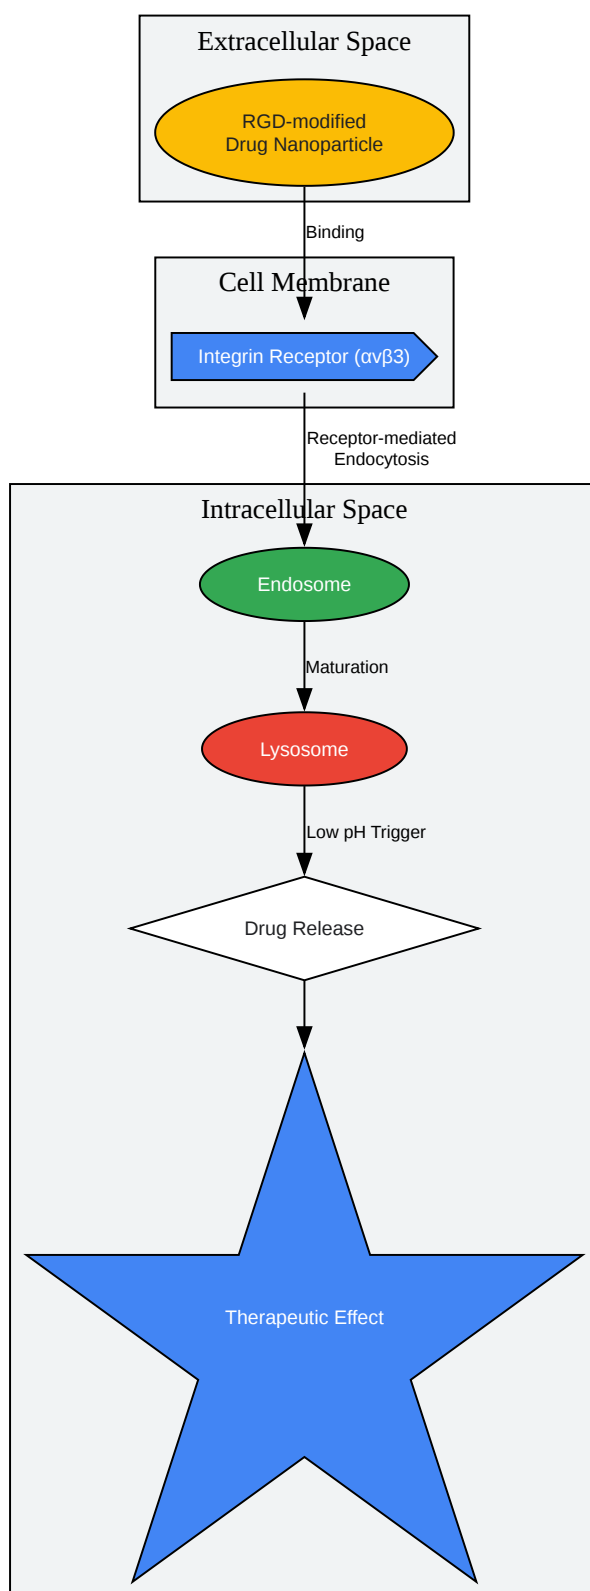 Extracellular Space
RGD-modified
Drug Nanoparticle
Binding
Cell Membrane
Integrin Receptor (αvβ3)
Receptor-mediated
Endocytosis
Intracellular Space
Endosome
Maturation
Lysosome
Low pH Trigger
Drug Release
Therapeutic Effect